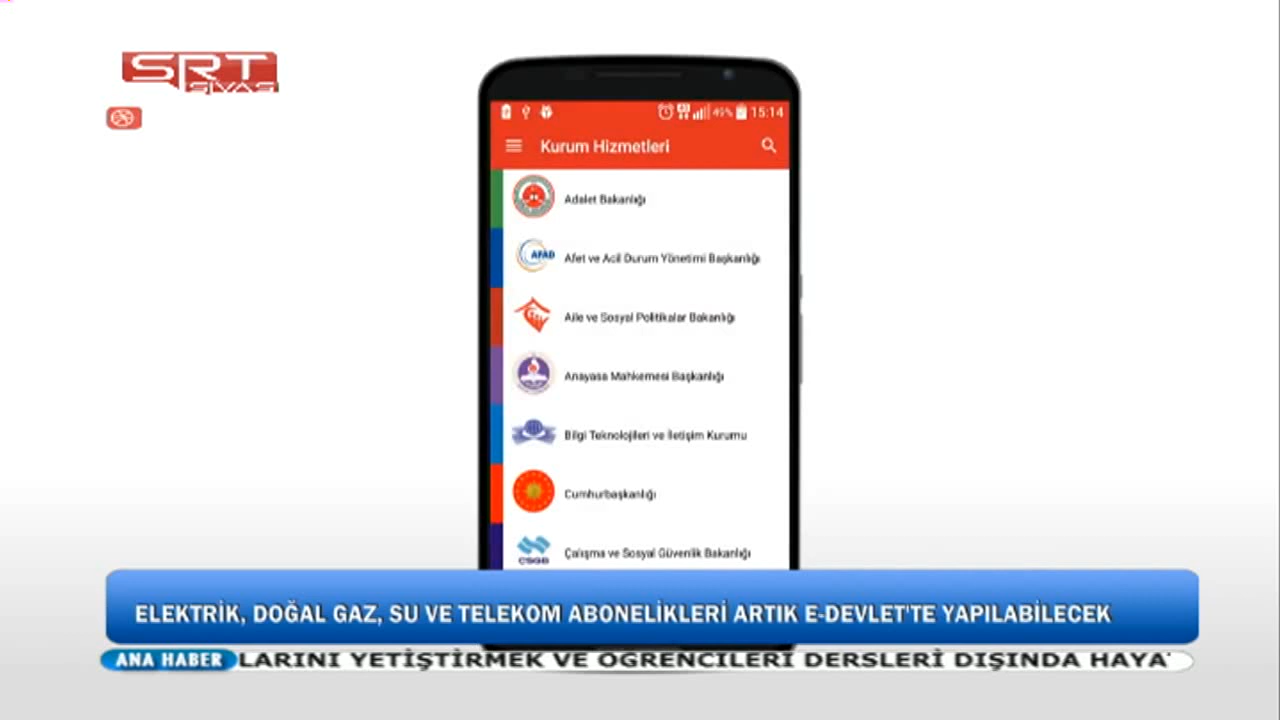 SRT
SİVAS
49% 15:14
Kurum Hizmetleri
Adalet Bakanlığı
AFAD
Afet ve Acil Durum Yönetimi Başkanlığı
Aile ve Sosyal Politikalar Bakanlığı
Anayasa Mahkemesi Başkanlığı
Bilgi Teknolojileri ve İletişim Kurumu
Cumhurbaşkanlığı
ÇSGB
Çalışma ve Sosyal Güvenlik Bakanlığı
ELEKTRİK, DOĞAL GAZ, SU VE TELEKOM ABONELİKLERİ ARTIK E-DEVLET'TE YAPILABİLECEK
ANA HABER LARINI YETİŞTİRMEK VE ÖĞRENCİLERİ DERSLERİ DIŞINDA HAYA